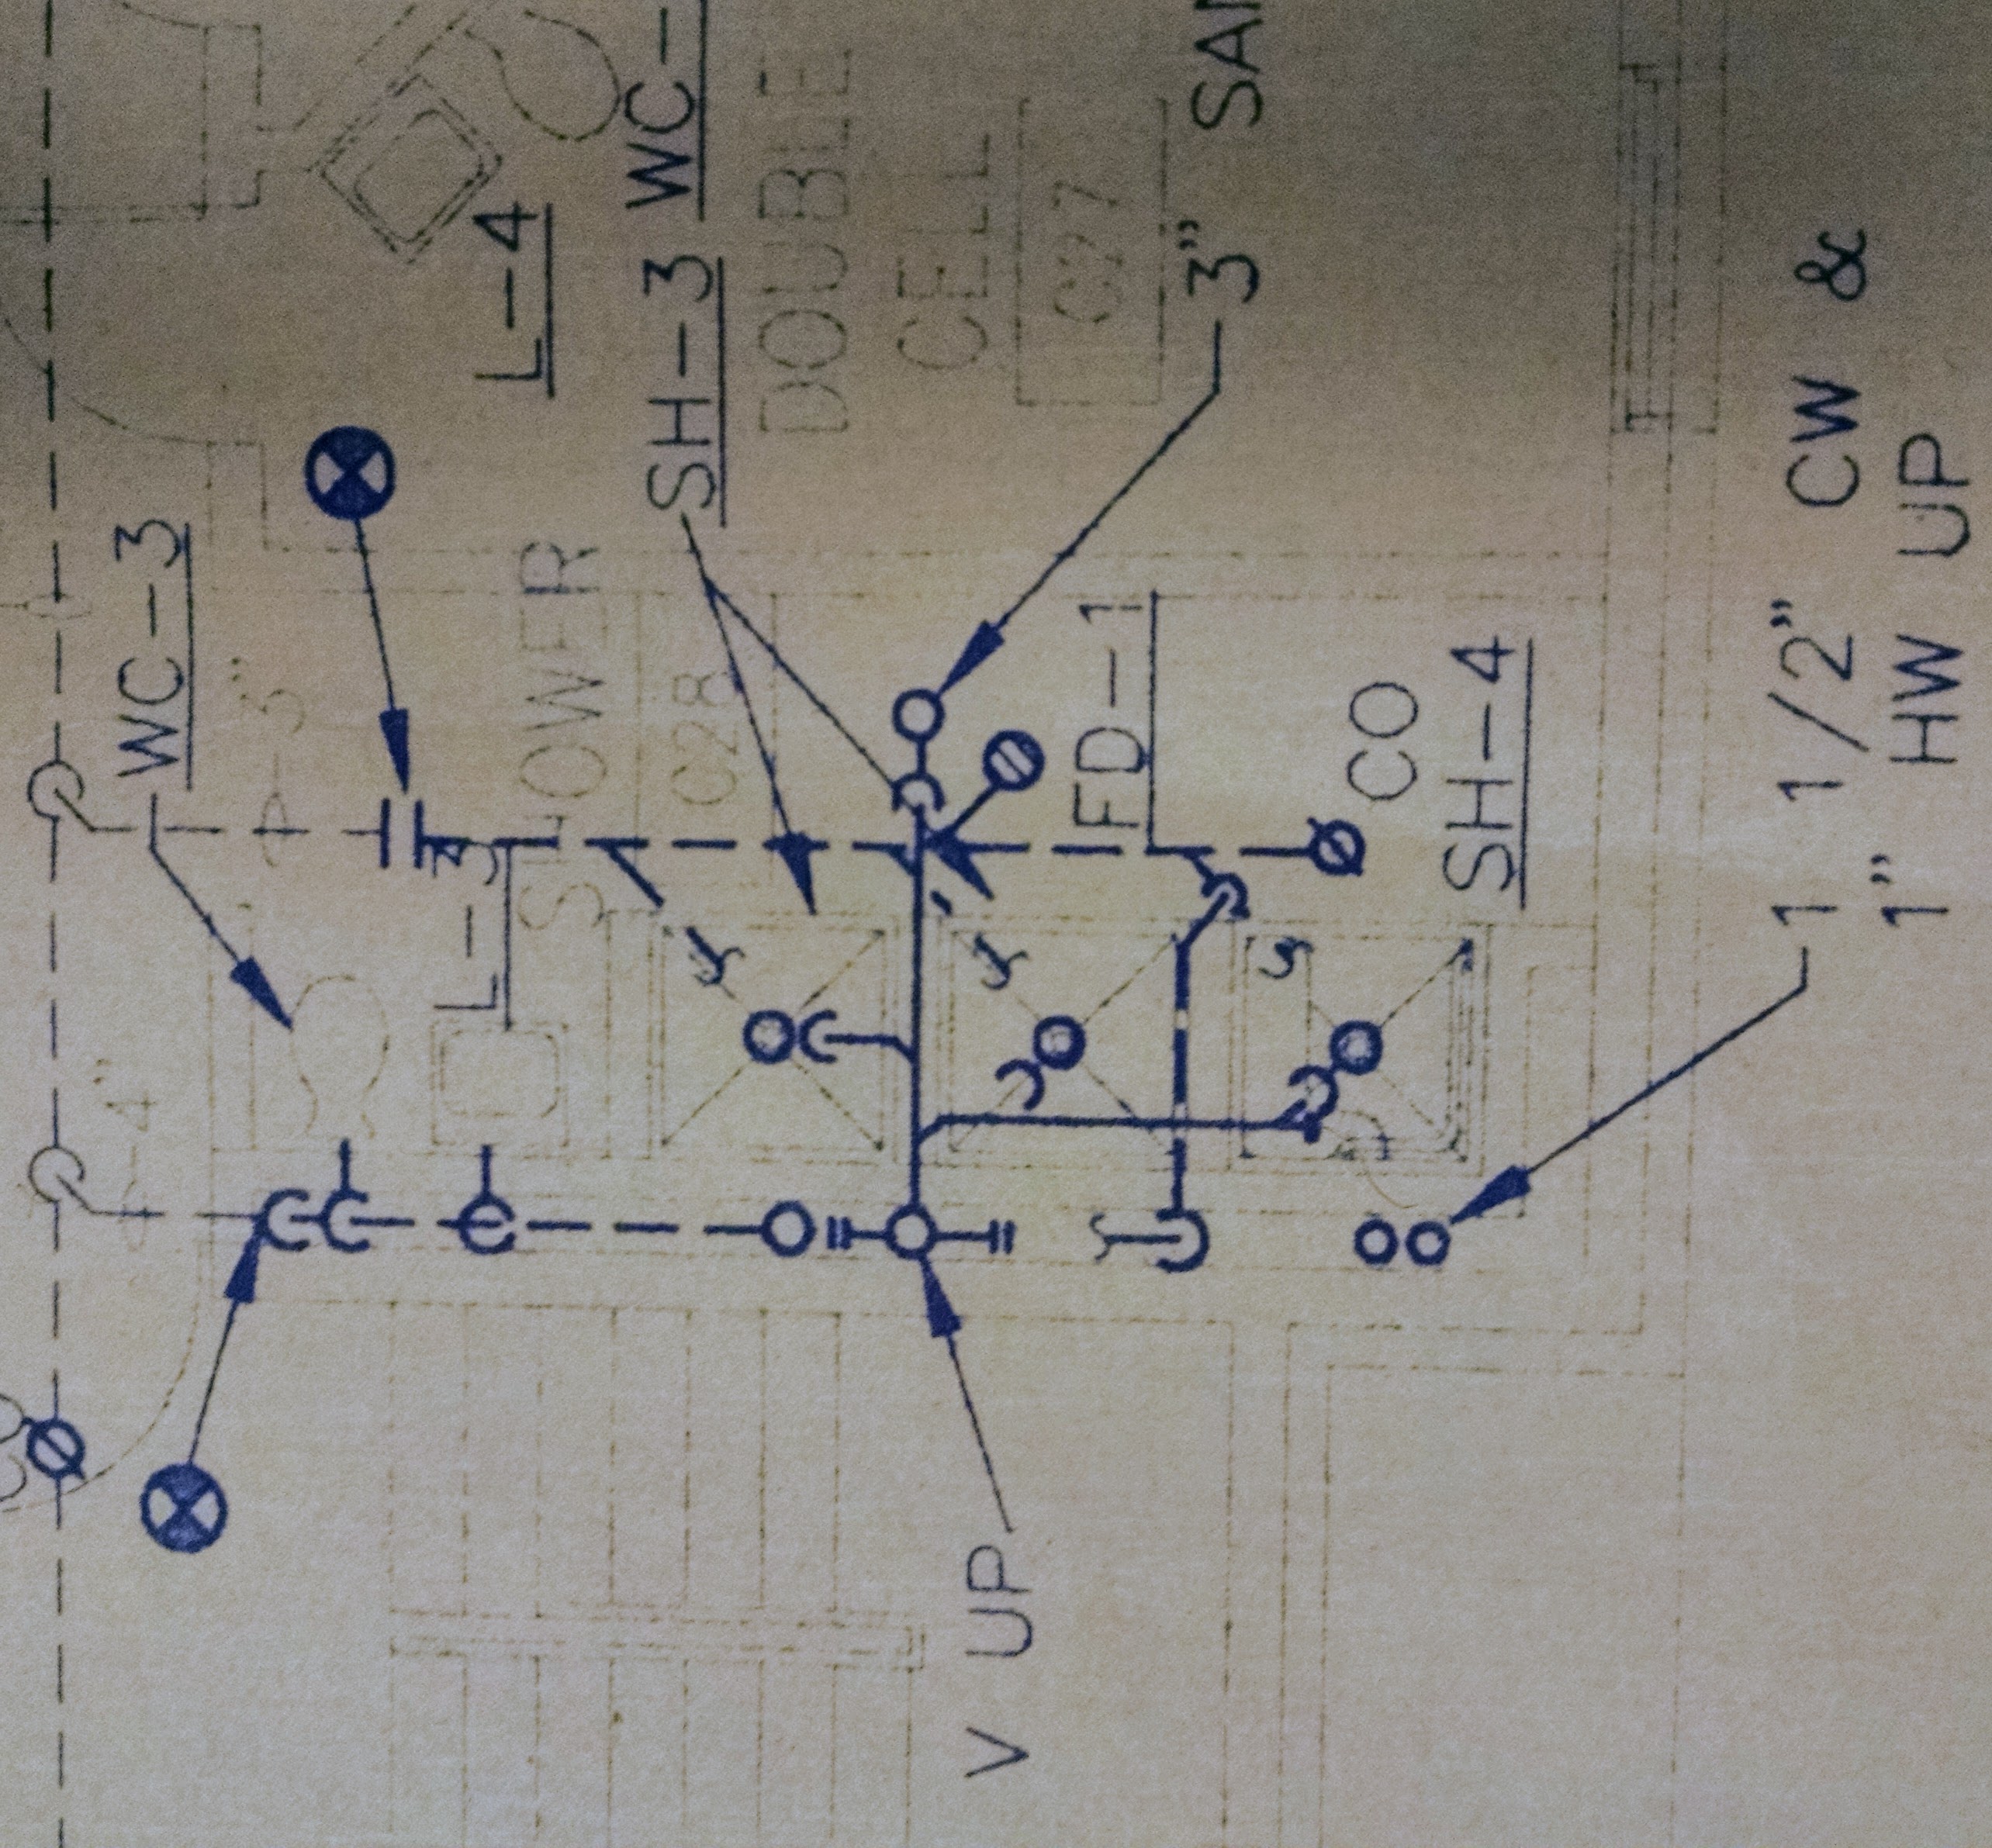 WC-3
P-3"
4"
L-4
SH-3 WC-
DOUBLE
CELL
C27
3" SAN
SHOWER
C28
L-3
FD-1
CO
SH-4
1 1/2" CW &
1" HW UP
V UP